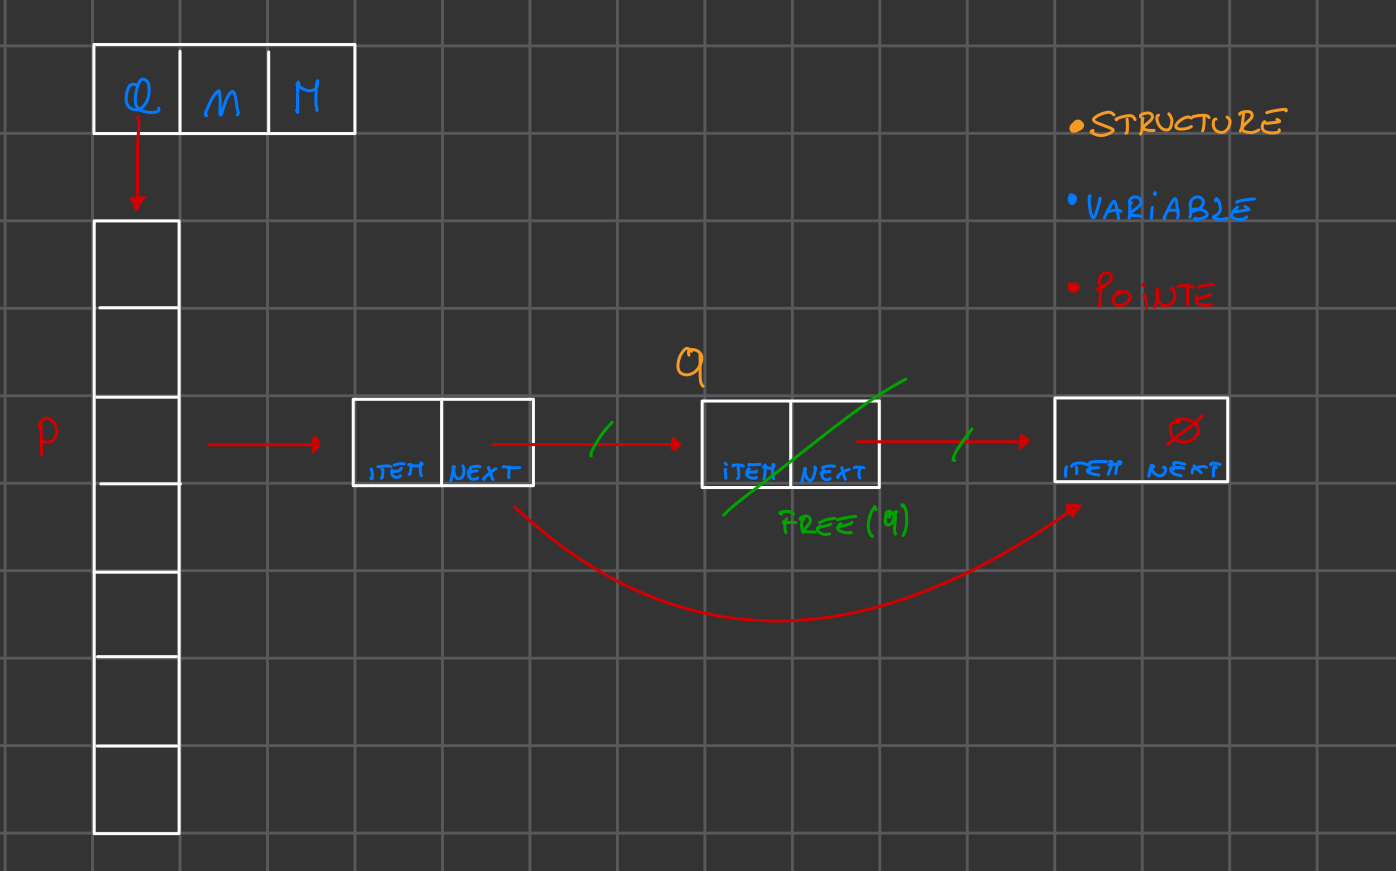 Q n M
• STRUCTURE
• VARiABLE
• POiNTE
q
P
iTEM NEXT
iTEM NEXT
Ø
iTEM NEXT
FREE(q)